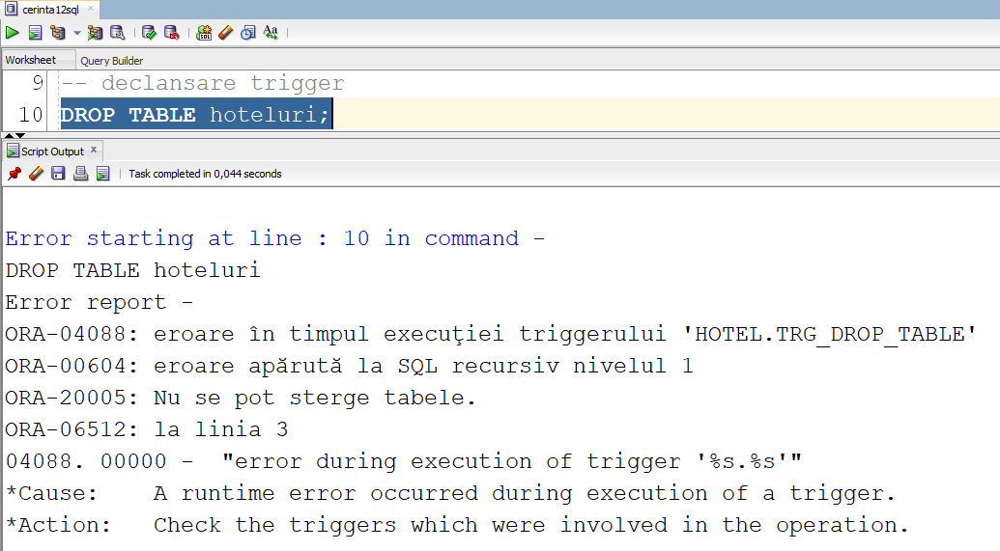 cerinta12sql
Worksheet Query Builder
9 -- declansare trigger
10 DROP TABLE hoteluri;
Script Output x
Task completed in 0,044 seconds
Error starting at line : 10 in command -
DROP TABLE hoteluri
Error report -
ORA-04088: eroare în timpul execuţiei triggerului 'HOTEL.TRG_DROP_TABLE'
ORA-00604: eroare apărută la SQL recursiv nivelul 1
ORA-20005: Nu se pot sterge tabele.
ORA-06512: la linia 3
04088. 00000 -  "error during execution of trigger '%s.%s'"
*Cause:    A runtime error occurred during execution of a trigger.
*Action:   Check the triggers which were involved in the operation.